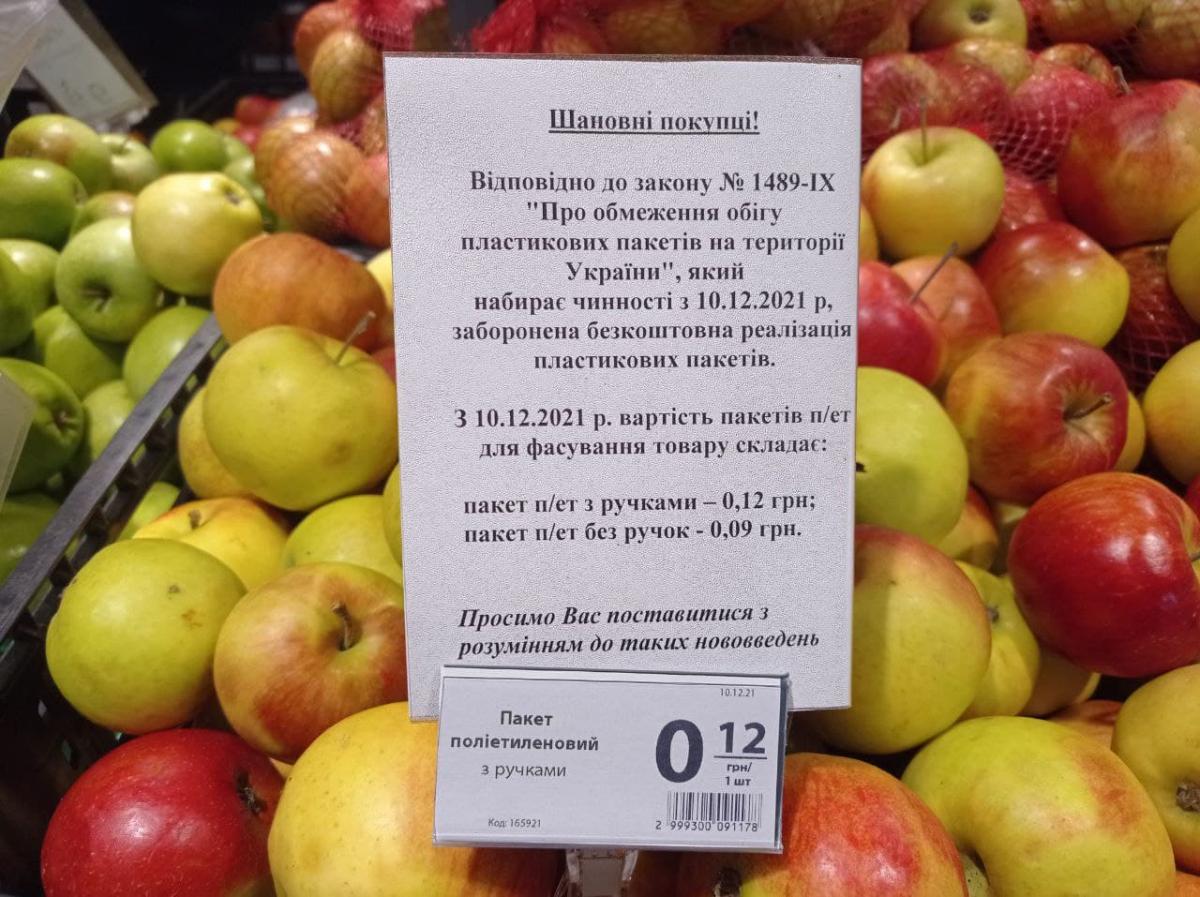 Шановні покупці!
Відповідно до закону № 1489-IX
"Про обмеження обігу
пластикових пакетів на території
України", який
набирає чинності з 10.12.2021 р,
заборонена безкоштовна реалізація
пластикових пакетів.
З 10.12.2021 р. вартість пакетів п/ет
для фасування товару складає:
пакет п/ет з ручками – 0,12 грн;
пакет п/ет без ручок - 0,09 грн.
Просимо Вас поставитися з
розумінням до таких нововведень
10.12.21
Пакет
поліетиленовий
з ручками
0 12
грн/
1 шт
Код: 165921
2 999300 091178